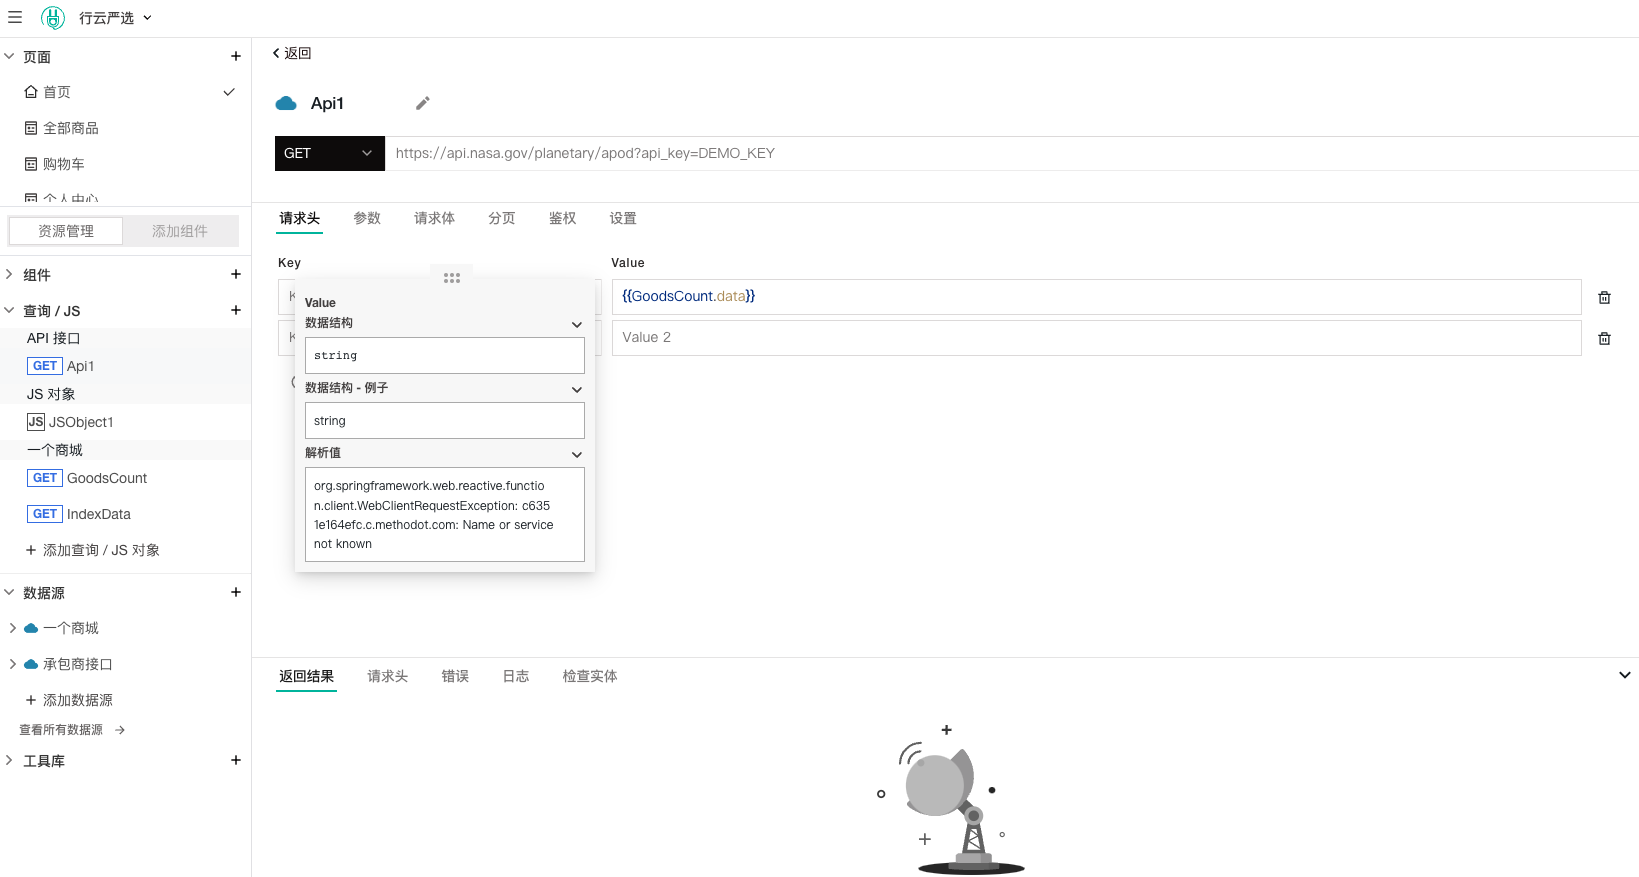 行云严选
页面
首页
全部商品
购物车
个人中心
资源管理
添加组件
组件
查询 / JS
API 接口
GET Api1
JS 对象
JS JSObject1
一个商城
GET GoodsCount
GET IndexData
添加查询 / JS 对象
数据源
一个商城
承包商接口
添加数据源
查看所有数据源
工具库
返回
Api1
GET
https://api.nasa.gov/planetary/apod?api_key=DEMO_KEY
请求头 参数 请求体 分页 鉴权 设置
Key Value
{{GoodsCount.data}}
Value 2
Value
数据结构
string
数据结构 - 例子
string
解析值
org.springframework.web.reactive.functio
n.client.WebClientRequestException: c635
1e164efc.c.methodot.com: Name or service
not known
返回结果 请求头 错误 日志 检查实体